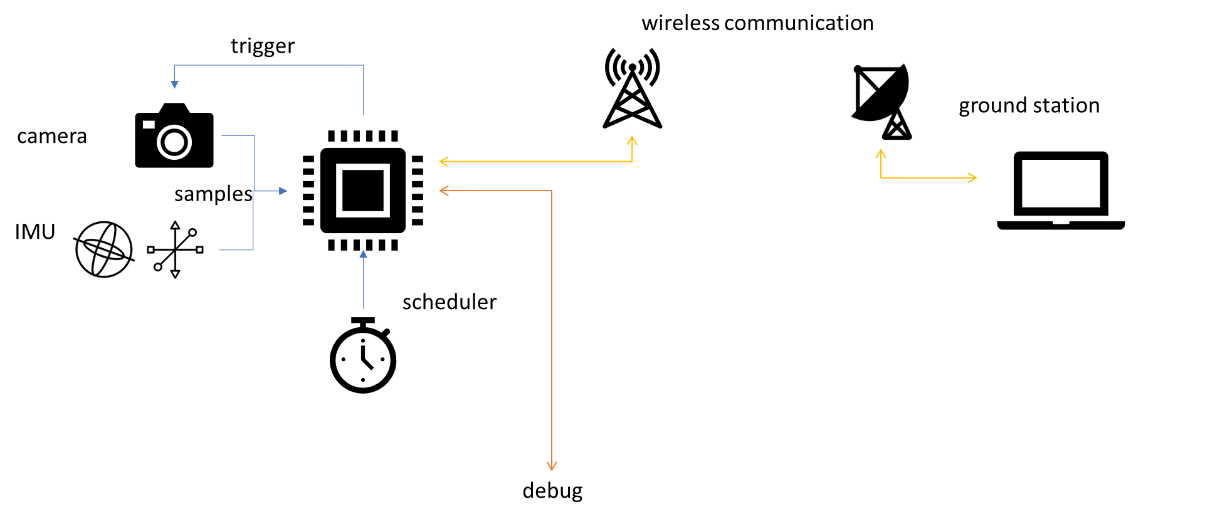 wireless communication
trigger
ground station
camera
samples
IMU
scheduler
debug